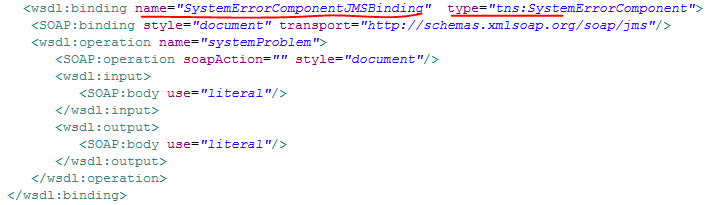 <wsdl:binding name="SystemErrorComponentJMSBinding" type="tns:SystemErrorComponent">
<SOAP:binding style="document" transport="http://schemas.xmlsoap.org/soap/jms"/>
<wsdl:operation name="systemProblem">
<SOAP:operation soapAction="" style="document"/>
<wsdl:input>
<SOAP:body use="literal"/>
</wsdl:input>
<wsdl:output>
<SOAP:body use="literal"/>
</wsdl:output>
</wsdl:operation>
</wsdl:binding>